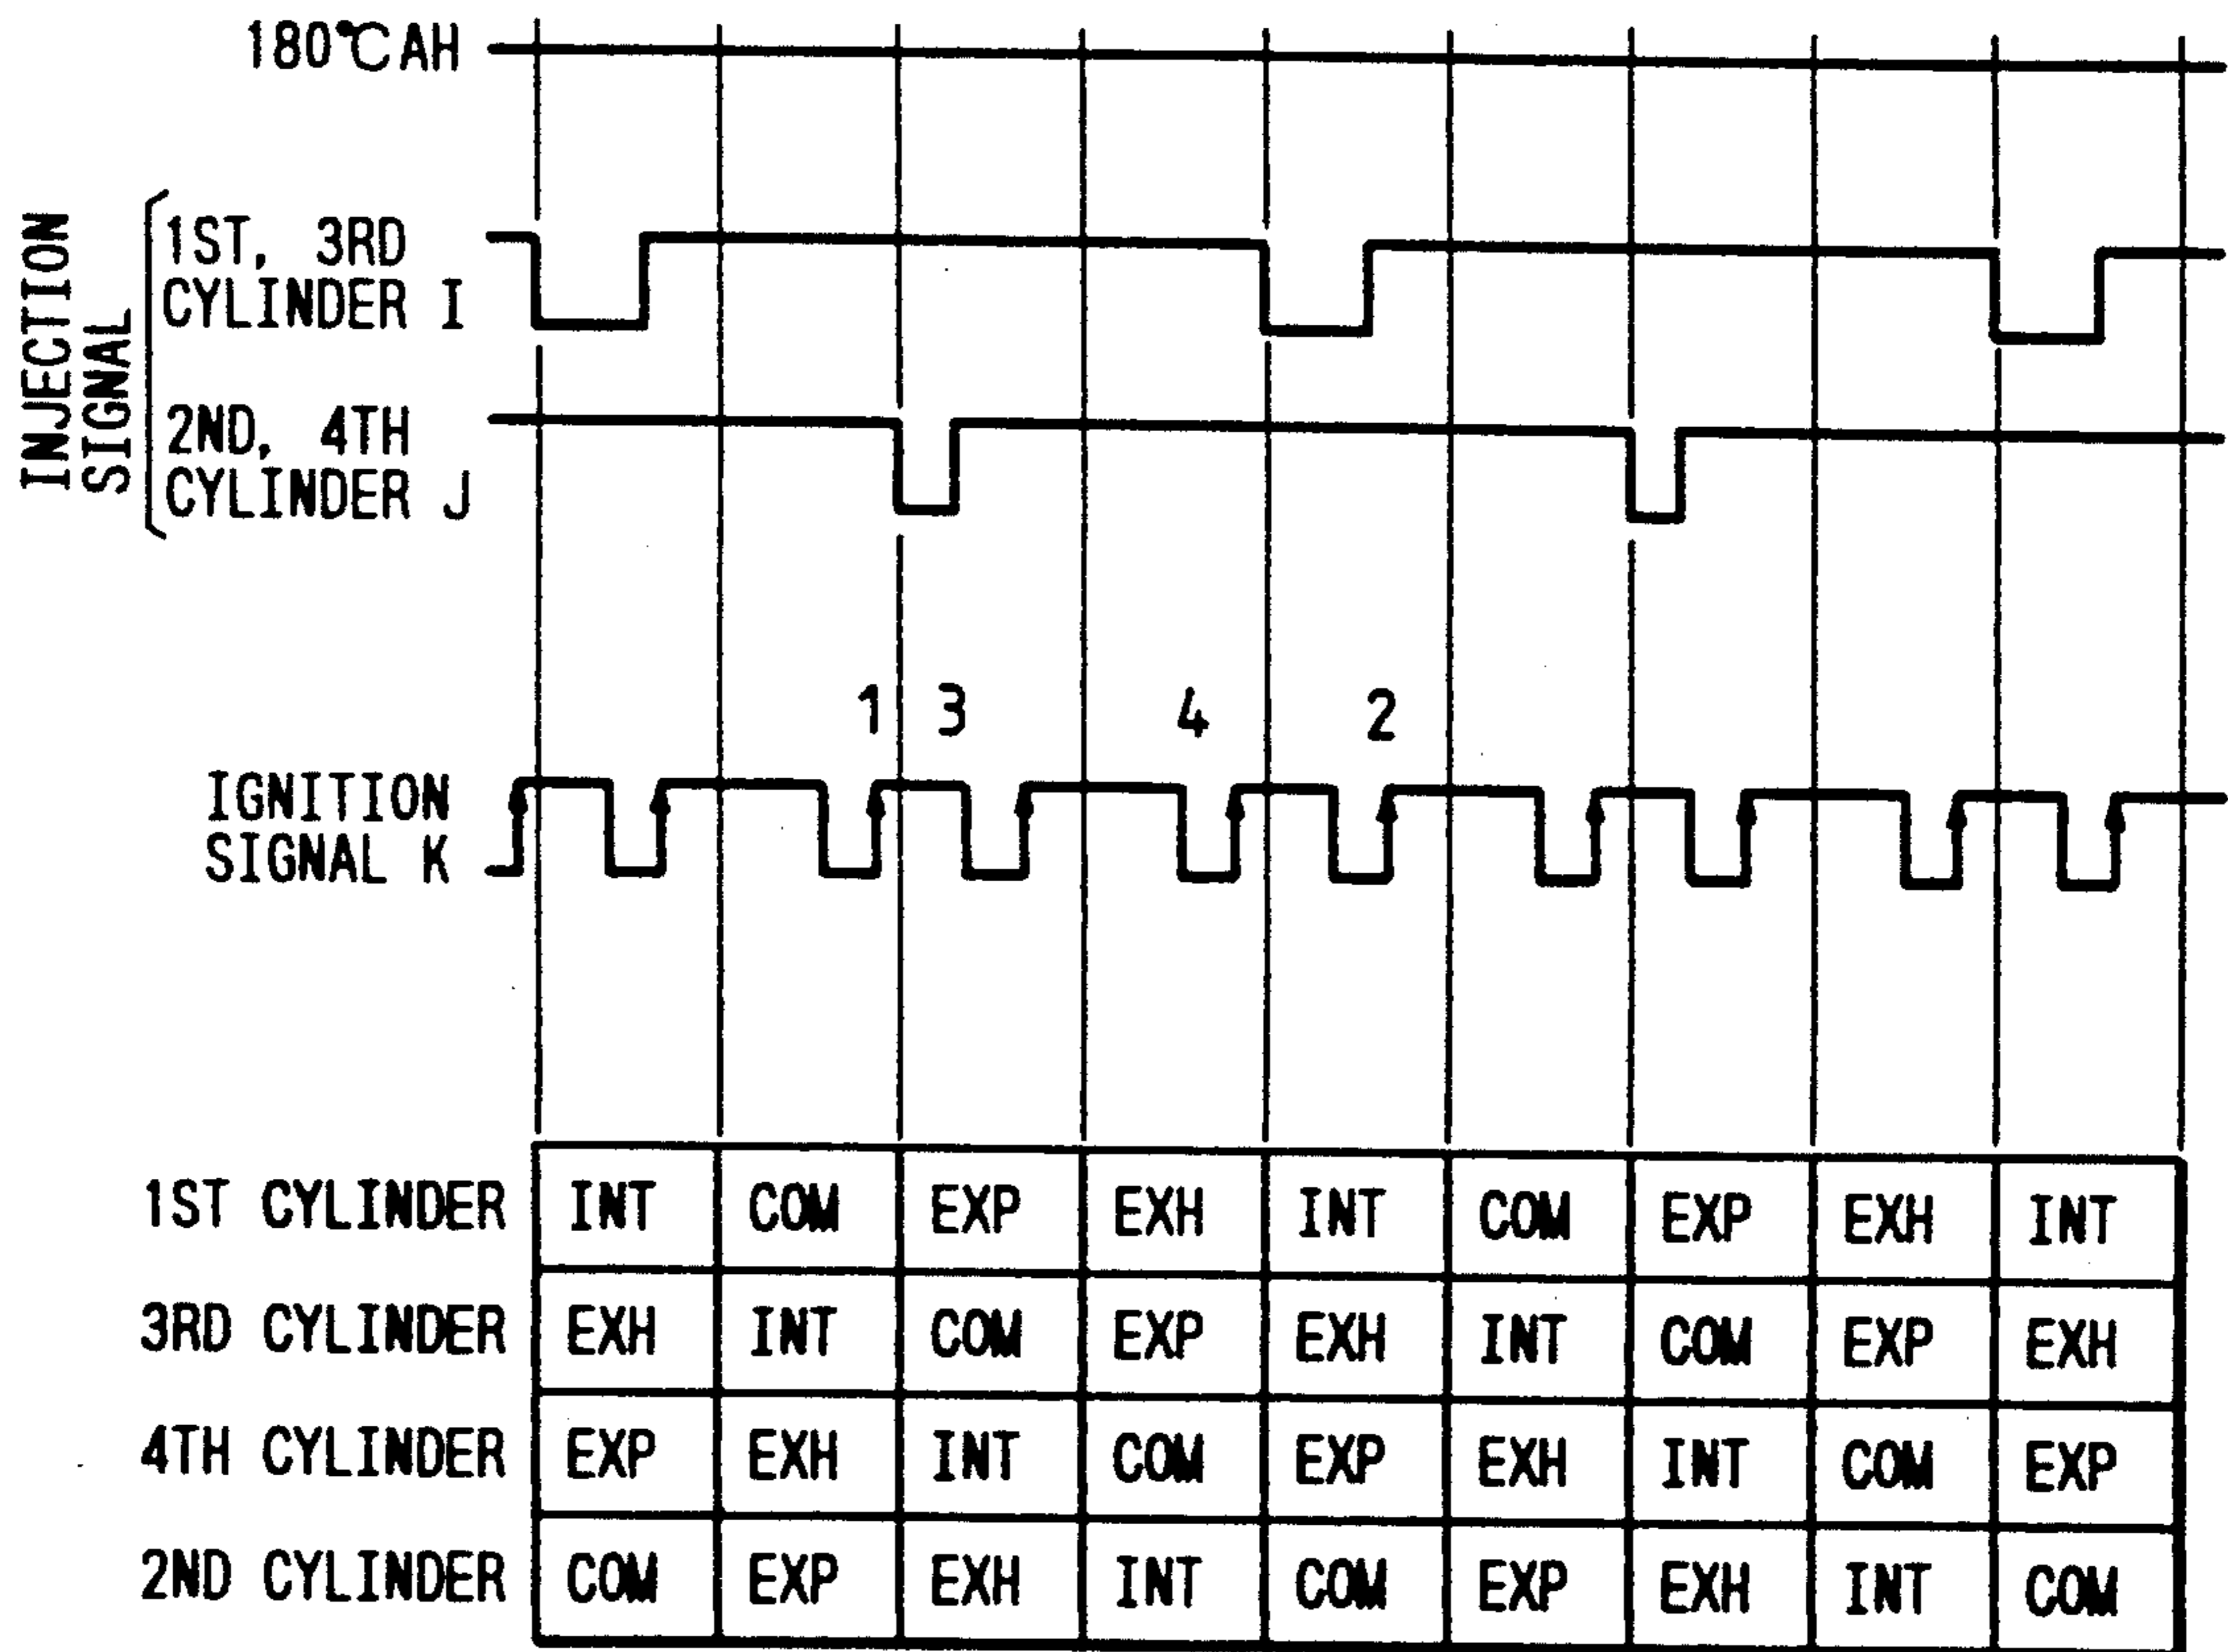 180℃AH
INJECTION
SIGNAL
1ST, 3RD
CYLINDER I
2ND, 4TH
CYLINDER J
1 3 4 2
IGNITION
SIGNAL K
1ST CYLINDER INT COM EXP EXH INT COM EXP EXH INT
3RD CYLINDER EXH INT COM EXP EXH INT COM EXP EXH
4TH CYLINDER EXP EXH INT COM EXP EXH INT COM EXP
2ND CYLINDER COM EXP EXH INT COM EXP EXH INT COM